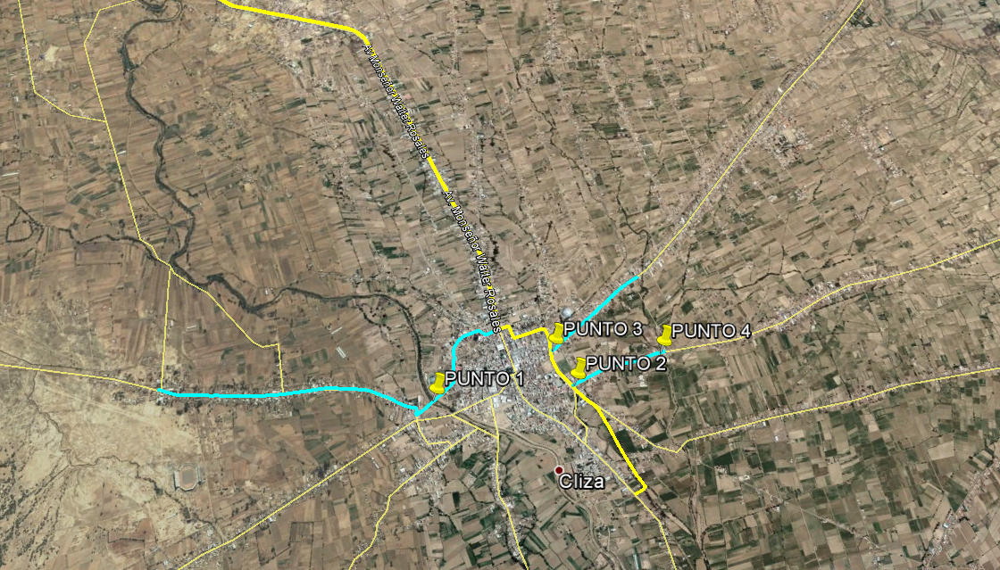 Av. Monseñor Walter Rosales
Av. Monseñor Walter Rosales
PUNTO 3
PUNTO 4
PUNTO 2
PUNTO 1
Cliza